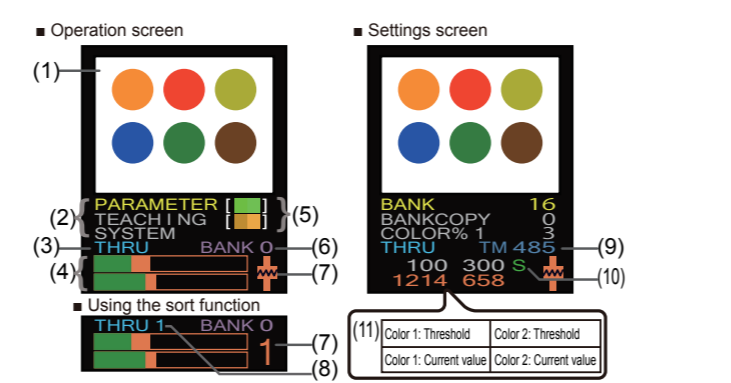 ■ Operation screen
(1)
PARAMETER [ ]
(2) TEACHING [ ] (5)
SYSTEM
(3) THRU BANK 0 (6)
(4) (7)
■ Using the sort function
THRU 1 BANK 0
1 (7)
(8)
■ Settings screen
BANK 16
BANKCOPY 0
COLOR% 1 3
THRU TM 485 (9)
100 300 S (10)
1214 658
(11) Color 1: Threshold Color 2: Threshold
Color 1: Current value Color 2: Current value